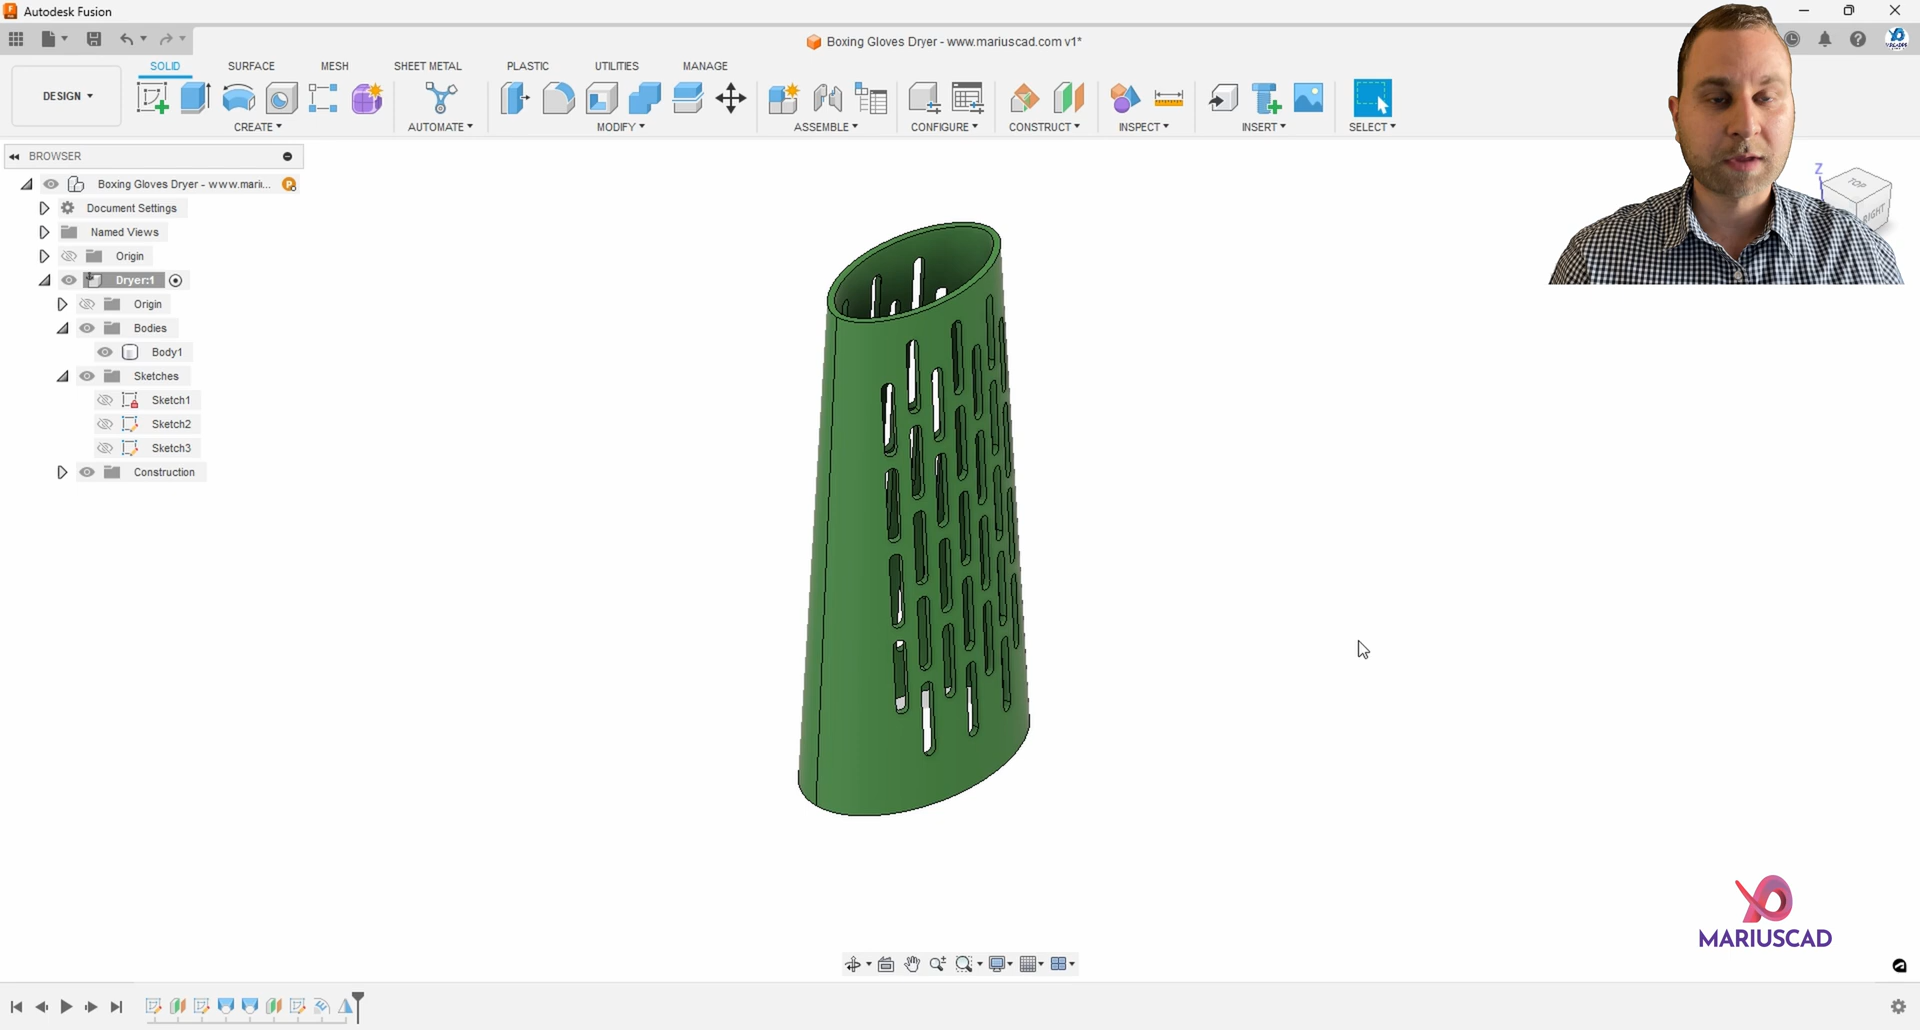 Autodesk Fusion
Boxing Gloves Dryer - www.mariuscad.com v1*
DESIGN
SOLID
SURFACE
MESH
SHEET METAL
PLASTIC
UTILITIES
MANAGE
CREATE
AUTOMATE
MODIFY
ASSEMBLE
CONFIGURE
CONSTRUCT
INSPECT
INSERT
SELECT
BROWSER
Boxing Gloves Dryer - www.mari...
Document Settings
Named Views
Origin
Dryer:1
Origin
Bodies
Body1
Sketches
Sketch1
Sketch2
Sketch3
Construction
Z
TOP
RIGHT
MARIUSCAD